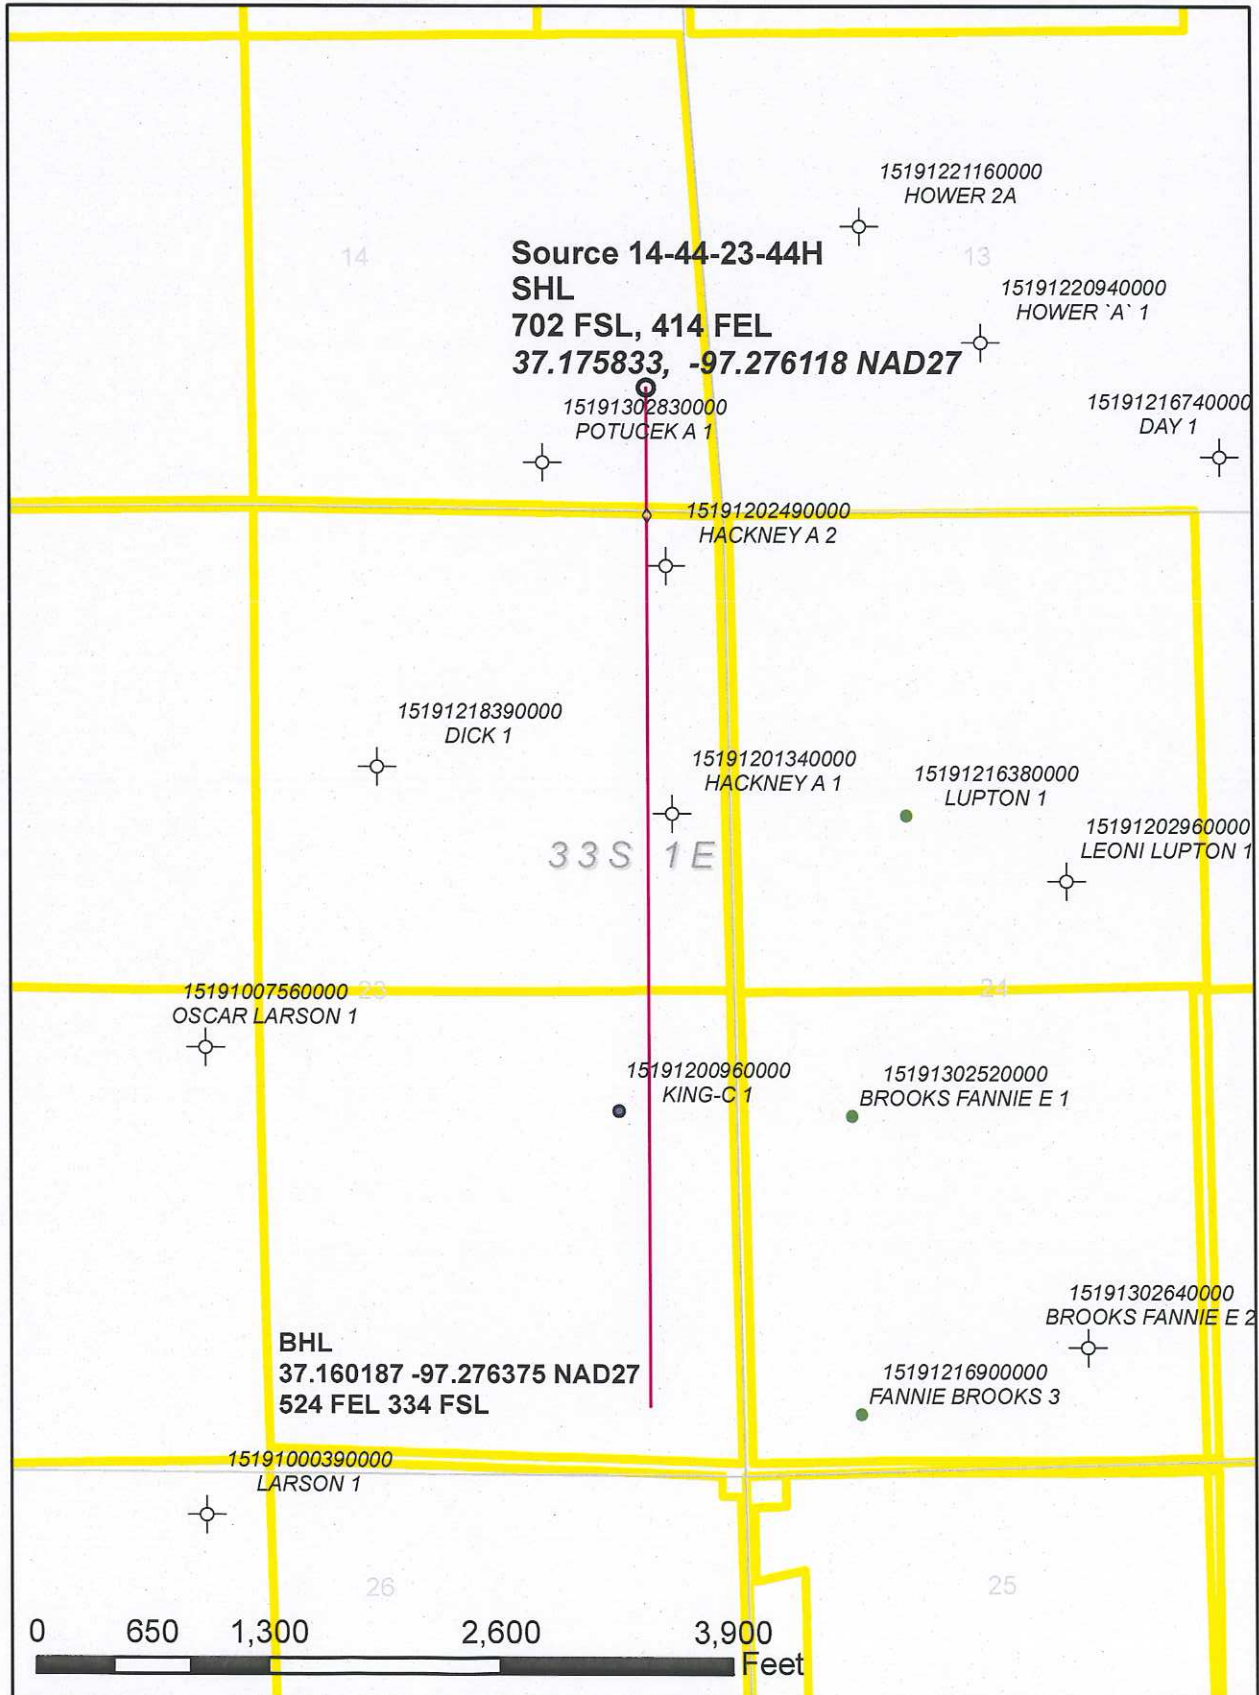 15191221160000
HOWER 2A
14
13
Source 14-44-23-44H
SHL
702 FSL, 414 FEL
37.175833, -97.276118 NAD27
15191220940000
HOWER `A` 1
15191302830000
POTUCEK A 1
15191216740000
DAY 1
15191202490000
HACKNEY A 2
15191218390000
DICK 1
15191201340000
HACKNEY A 1
15191216380000
LUPTON 1
15191202960000
LEONI LUPTON 1
33S 1E
15191007560000
OSCAR LARSON 1
23
24
15191200960000
KING-C 1
15191302520000
BROOKS FANNIE E 1
15191302640000
BROOKS FANNIE E 2
BHL
37.160187 -97.276375 NAD27
524 FEL 334 FSL
15191216900000
FANNIE BROOKS 3
15191000390000
LARSON 1
26
25
0 650 1,300 2,600 3,900
Feet